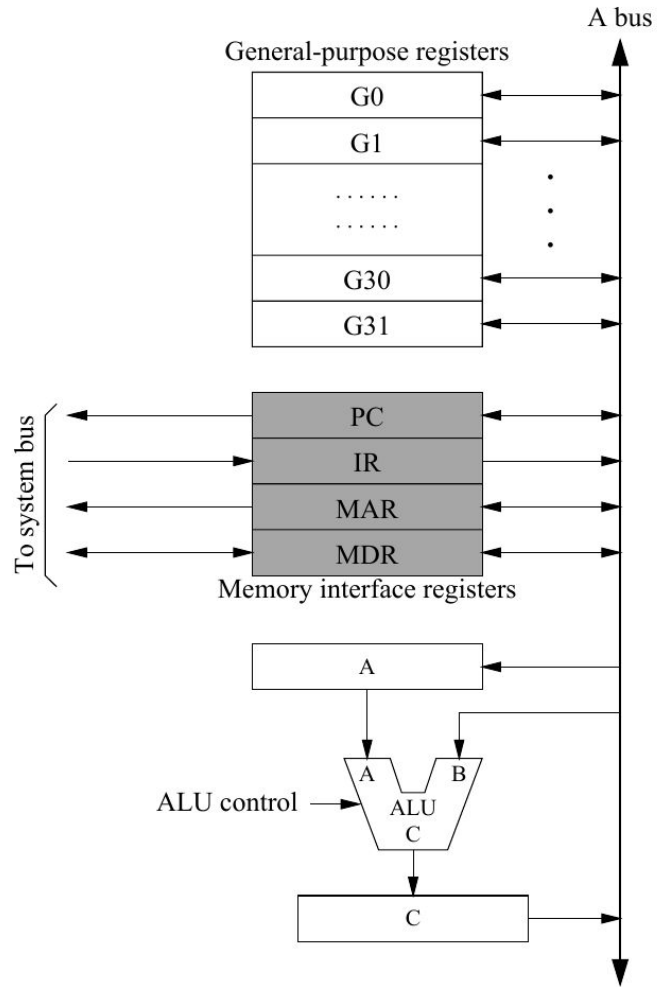 A bus
General-purpose registers
G0
G1
. . . . . .
. . . . . .
G30
G31
To system bus
PC
IR
MAR
MDR
Memory interface registers
A
A
B
ALU control
ALU
C
C